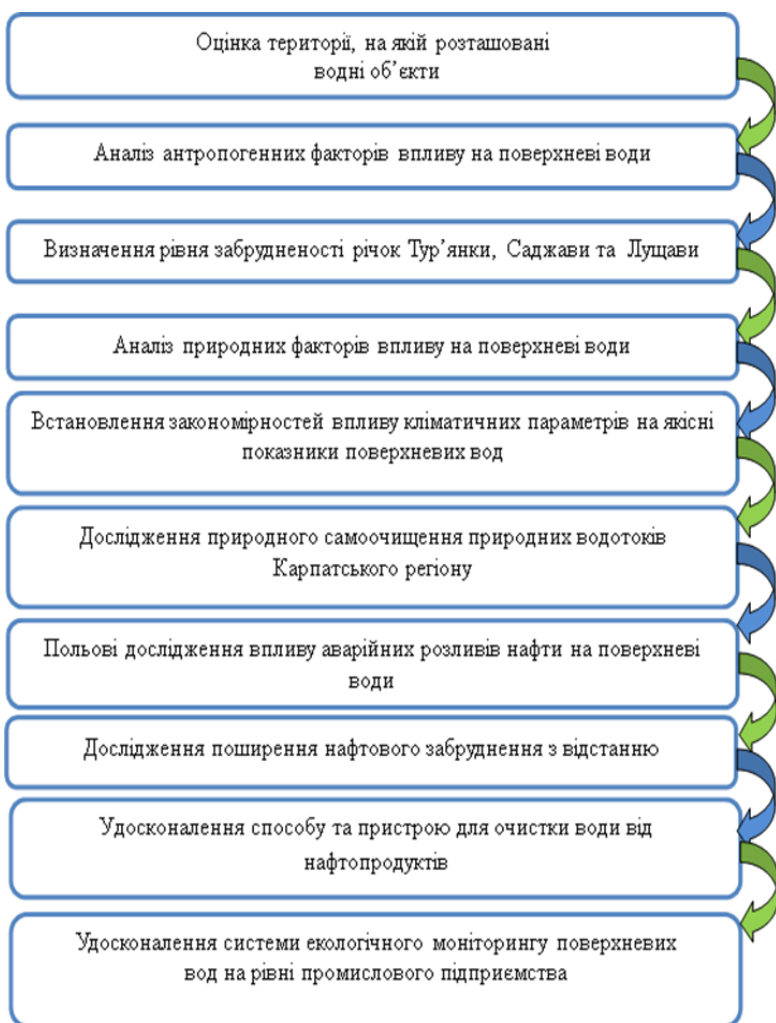 Оцінка території, на якій розташовані
водні об’єкти
Аналіз антропогенних факторів впливу на поверхневі води
Визначення рівня забрудненості річок Тур’янки, Саджави та Лущави
Аналіз природних факторів впливу на поверхневі води
Встановлення закономірностей впливу кліматичних параметрів на якісні
показники поверхневих вод
Дослідження природного самоочищення природних водотоків
Карпатського регіону
Польові дослідження впливу аварійних розливів нафти на поверхневі
води
Дослідження поширення нафтового забруднення з відстанню
Удосконалення способу та пристрою для очистки води від
нафтопродуктів
Удосконалення системи екологічного моніторингу поверхневих
вод на рівні промислового підприємства